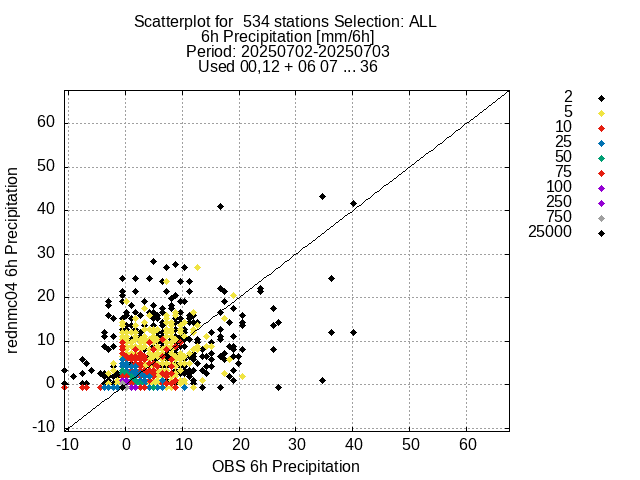 Scatterplot for  534 stations Selection: ALL
6h Precipitation [mm/6h]
Period: 20250702-20250703
Used 00,12 + 06 07 ... 36
2
5
10
25
50
75
100
250
750
25000
60
50
40
30
20
10
0
-10
rednmc04 6h Precipitation
-10 0 10 20 30 40 50 60
OBS 6h Precipitation